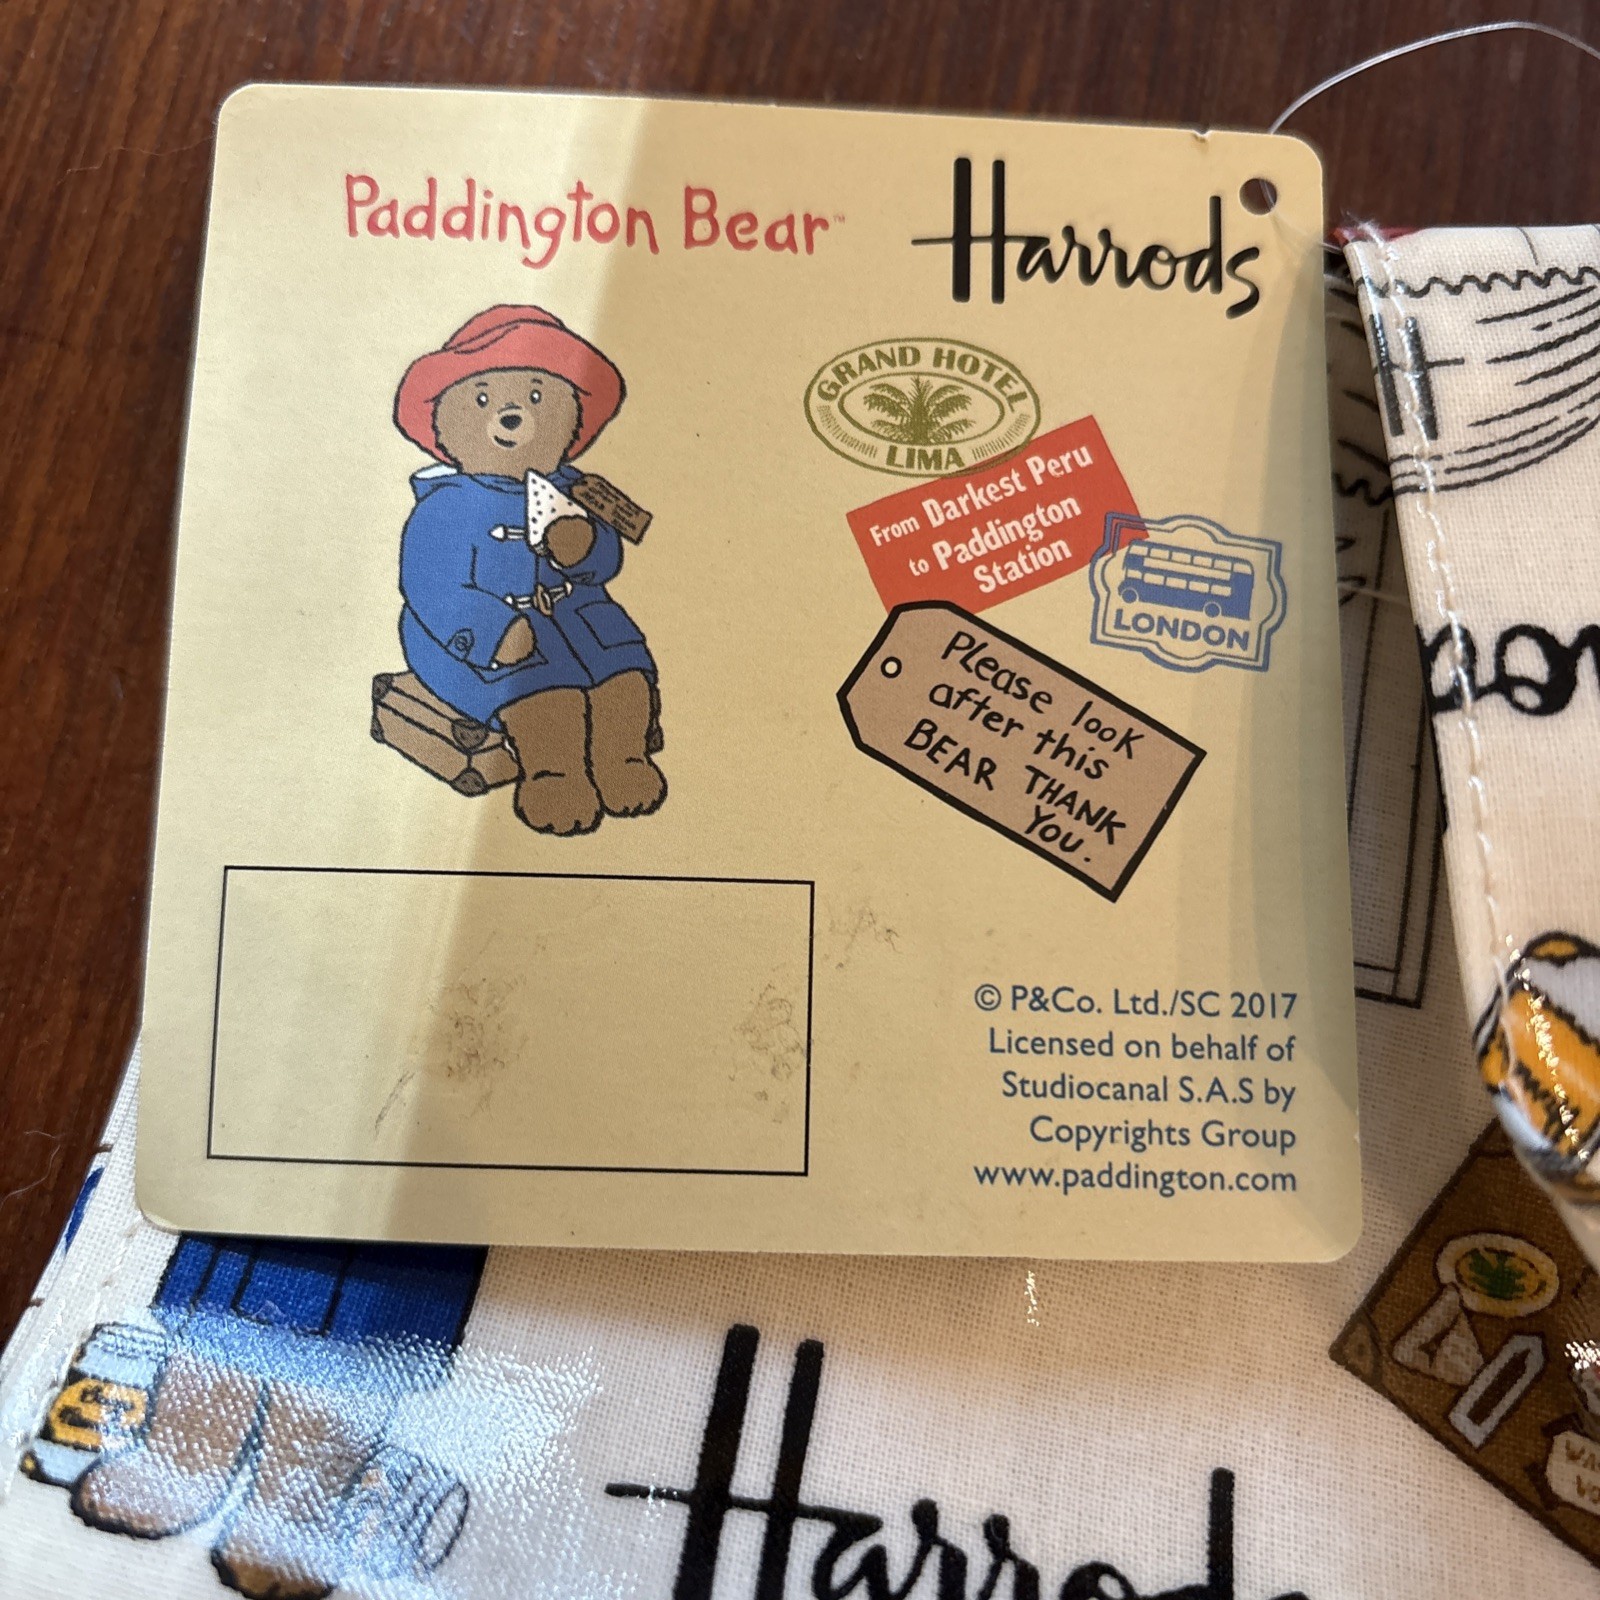 Paddington Bear™
Harrods
GRAND HOTEL
LIMA
From Darkest Peru
to Paddington
Station
LONDON
Please look
after this
BEAR THANK
YOU.
© P&Co. Ltd./SC 2017
Licensed on behalf of
Studiocanal S.A.S by
Copyrights Group
www.paddington.com
Harrods